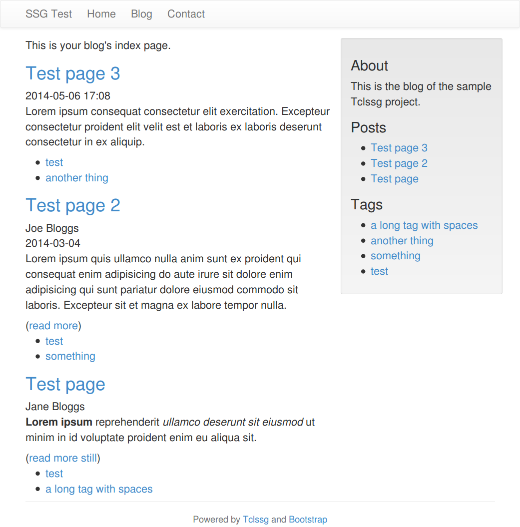 SSG Test Home Blog Contact
This is your blog's index page.
Test page 3
2014-05-06 17:08
Lorem ipsum consequat consectetur elit exercitation. Excepteur
consectetur proident elit velit est et laboris ex laboris deserunt
consectetur in ex aliquip.
test
another thing
Test page 2
Joe Bloggs
2014-03-04
Lorem ipsum quis ullamco nulla anim sunt ex proident qui
consequat enim adipisicing do aute irure sit dolore enim
adipisicing qui sunt pariatur dolore eiusmod commodo sit
laboris. Excepteur sit et magna ex labore tempor nulla.
(read more)
test
something
Test page
Jane Bloggs
Lorem ipsum reprehenderit ullamco deserunt sit eiusmod ut
minim in id voluptate proident enim eu aliqua sit.
(read more still)
test
a long tag with spaces
About
This is the blog of the sample
Tclssg project.
Posts
Test page 3
Test page 2
Test page
Tags
a long tag with spaces
another thing
something
test
Powered by Tclssg and Bootstrap